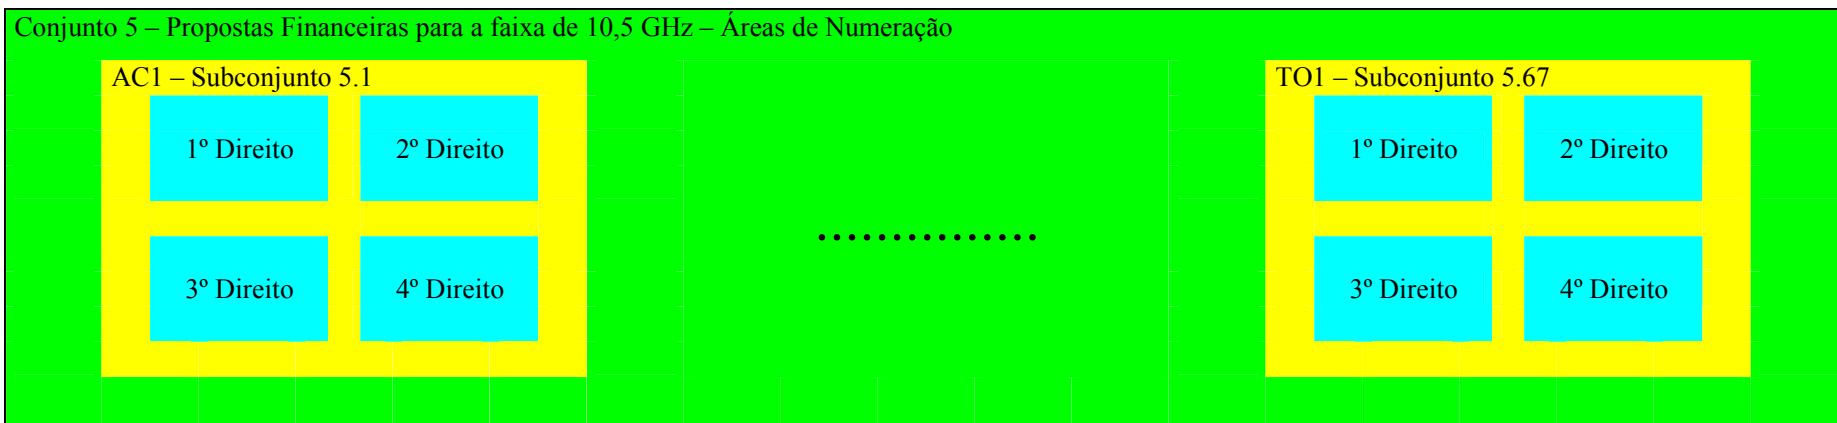 Conjunto 5 – Propostas Financeiras para a faixa de 10,5 GHz – Áreas de Numeração
AC1 – Subconjunto 5.1
1º Direito
2º Direito
3º Direito
4º Direito
...............
TO1 – Subconjunto 5.67
1º Direito
2º Direito
3º Direito
4º Direito